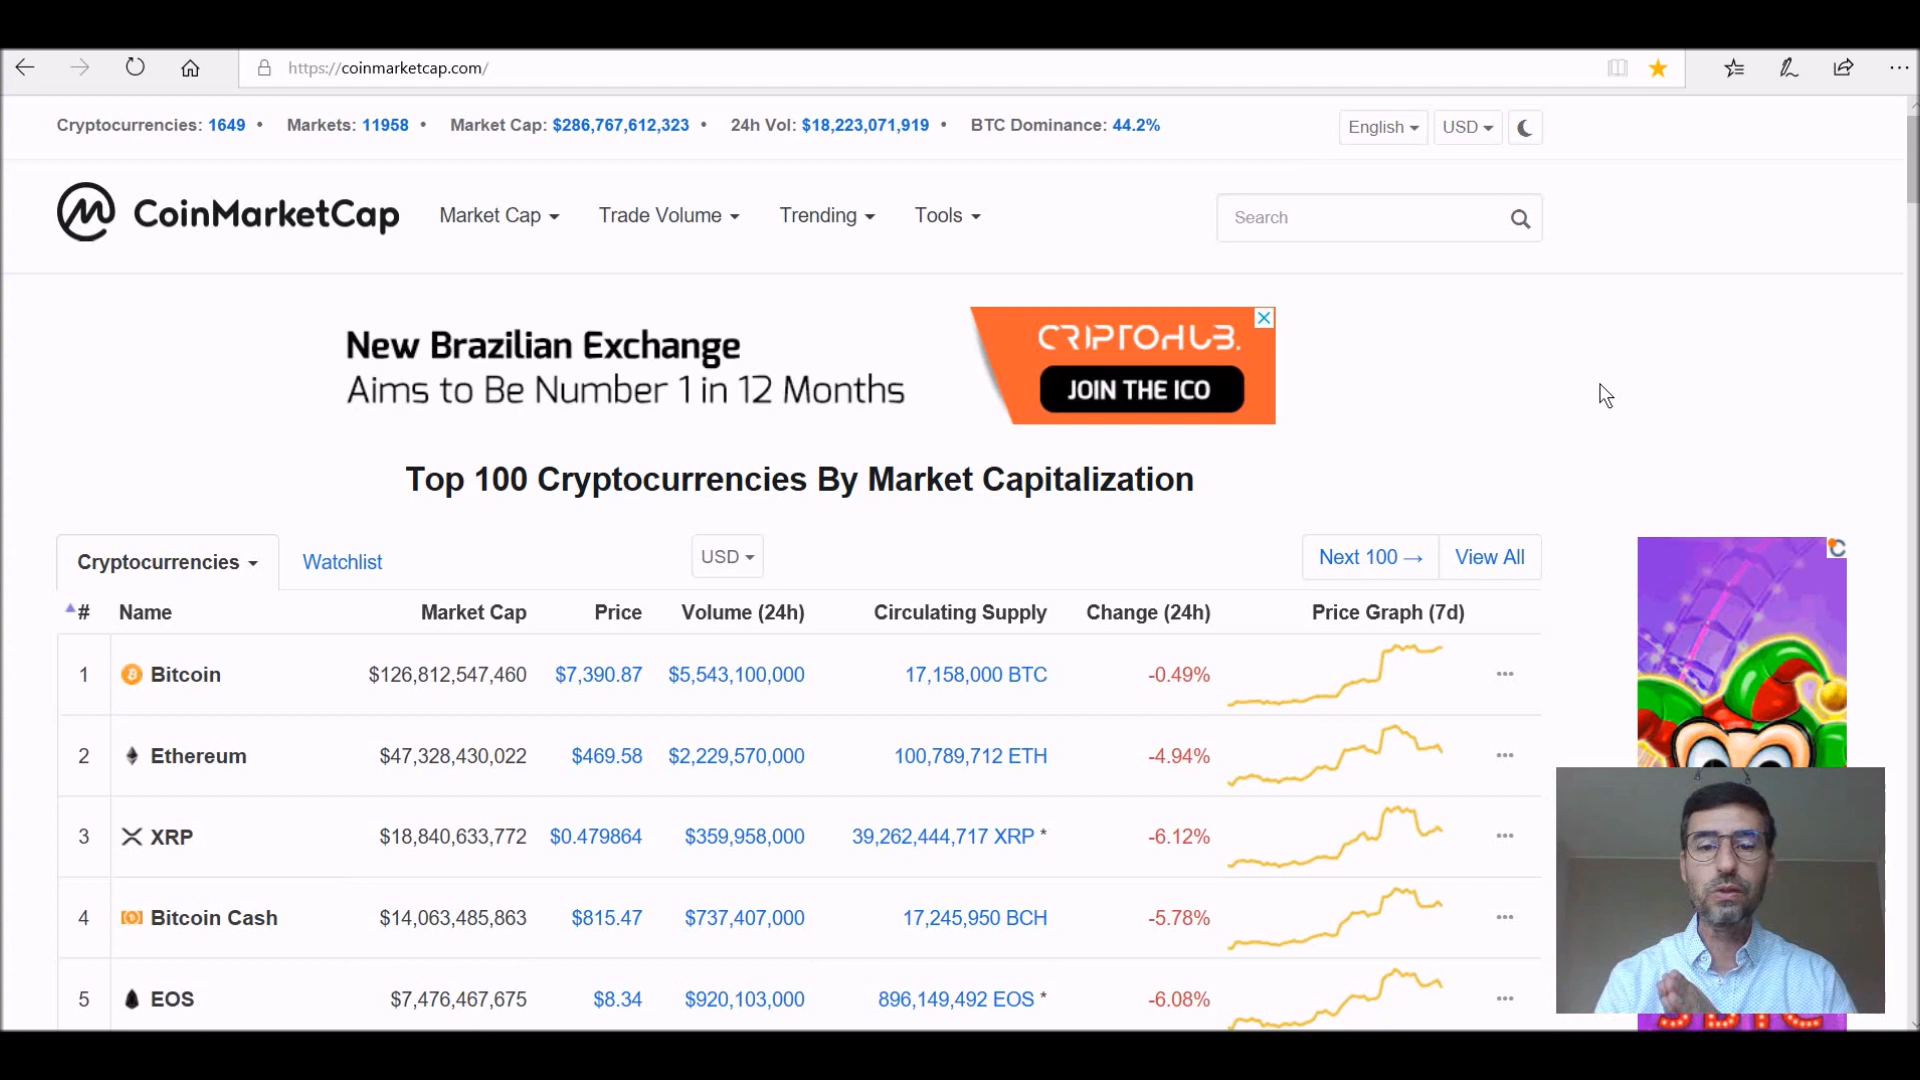 https://coinmarketcap.com/
Cryptocurrencies: 1649 • Markets: 11958 • Market Cap: $286,767,612,323 • 24h Vol: $18,223,071,919 • BTC Dominance: 44.2% English USD
CoinMarketCap Market Cap Trade Volume Trending Tools Search
New Brazilian Exchange
Aims to Be Number 1 in 12 Months
CRIPTOHUB.
JOIN THE ICO
Top 100 Cryptocurrencies By Market Capitalization
Cryptocurrencies Watchlist USD Next 100 → View All
# Name Market Cap Price Volume (24h) Circulating Supply Change (24h) Price Graph (7d)
1 Bitcoin $126,812,547,460 $7,390.87 $5,543,100,000 17,158,000 BTC -0.49%
2 Ethereum $47,328,430,022 $469.58 $2,229,570,000 100,789,712 ETH -4.94%
3 XRP $18,840,633,772 $0.479864 $359,958,000 39,262,444,717 XRP * -6.12%
4 Bitcoin Cash $14,063,485,863 $815.47 $737,407,000 17,245,950 BCH -5.78%
5 EOS $7,476,467,675 $8.34 $920,103,000 896,149,492 EOS * -6.08%